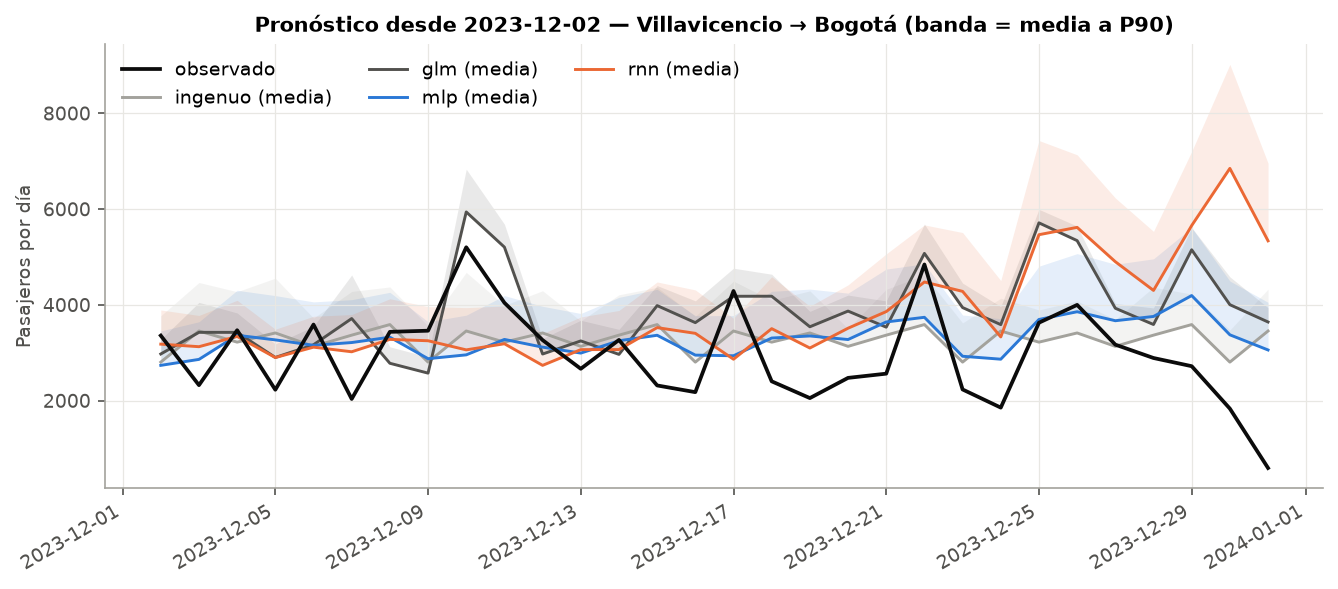 Pronóstico desde 2023-12-02 — Villavicencio → Bogotá (banda = media a P90)
observado
glm (media)
rnn (media)
ingenuo (media)
mlp (media)
Pasajeros por día
8000
6000
4000
2000
2023-12-01
2023-12-05
2023-12-09
2023-12-13
2023-12-17
2023-12-21
2023-12-25
2023-12-29
2024-01-01